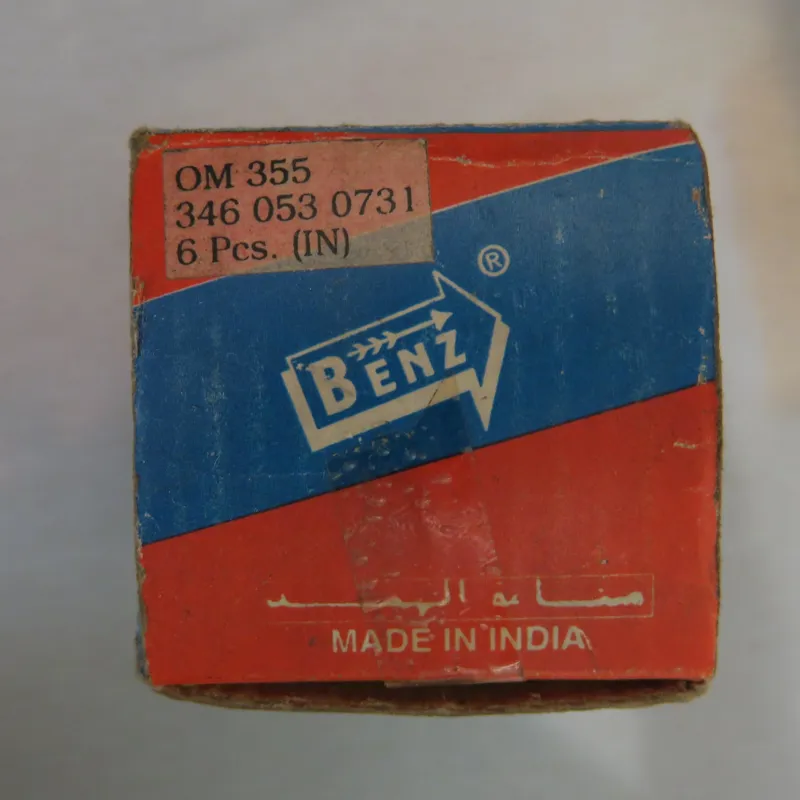 OM 355
346 053 0731
6 Pcs. (IN)
BENZ ®
صناعة الهند
MADE IN INDIA